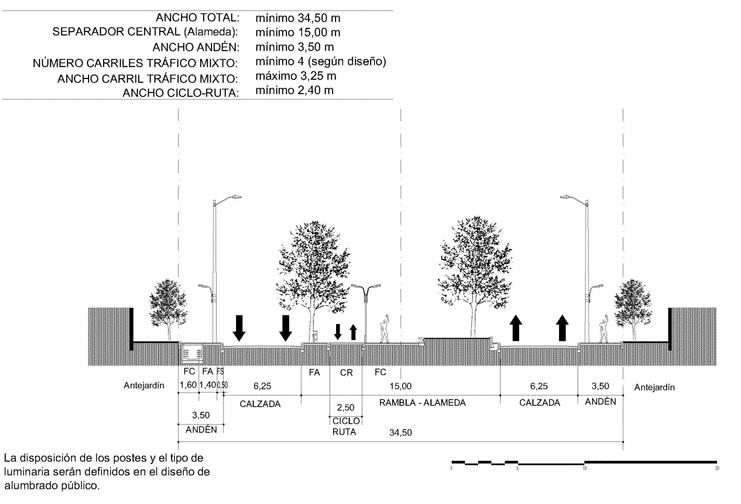 ANCHO TOTAL: mínimo 34,50 m
SEPARADOR CENTRAL (Alameda): mínimo 15,00 m
ANCHO ANDÉN: mínimo 3,50 m
NÚMERO CARRILES TRÁFICO MIXTO: mínimo 4 (según diseño)
ANCHO CARRIL TRÁFICO MIXTO: máximo 3,25 m
ANCHO CICLO-RUTA: mínimo 2,40 m
FC FA FS FA CR FC
Antejardín 1,60 1,40 0,50 6,25 15,00 6,25 3,50 Antejardín
CALZADA RAMBLA - ALAMEDA CALZADA ANDÉN
3,50 2,50
ANDÉN CICLO
RUTA
34,50
La disposición de los postes y el tipo de
luminaria serán definidos en el diseño de
alumbrado público.
0 5 10 20